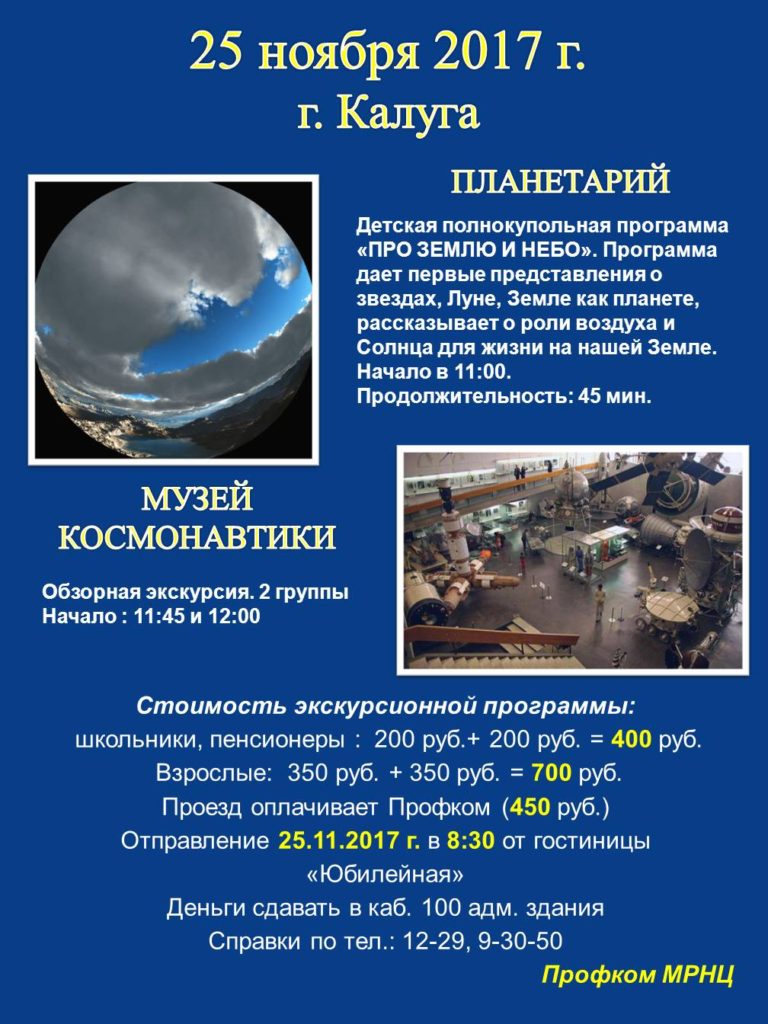 25 ноября 2017 г.
г. Калуга
ПЛАНЕТАРИЙ
Детская полнокупольная программа
«ПРО ЗЕМЛЮ И НЕБО». Программа
дает первые представления о
звездах, Луне, Земле как планете,
рассказывает о роли воздуха и
Солнца для жизни на нашей Земле.
Начало в 11:00.
Продолжительность: 45 мин.
МУЗЕЙ
КОСМОНАВТИКИ
Обзорная экскурсия. 2 группы
Начало : 11:45 и 12:00
Стоимость экскурсионной программы:
школьники, пенсионеры : 200 руб.+ 200 руб. = 400 руб.
Взрослые: 350 руб. + 350 руб. = 700 руб.
Проезд оплачивает Профком (450 руб.)
Отправление 25.11.2017 г. в 8:30 от гостиницы
«Юбилейная»
Деньги сдавать в каб. 100 адм. здания
Справки по тел.: 12-29, 9-30-50
Профком МРНЦ